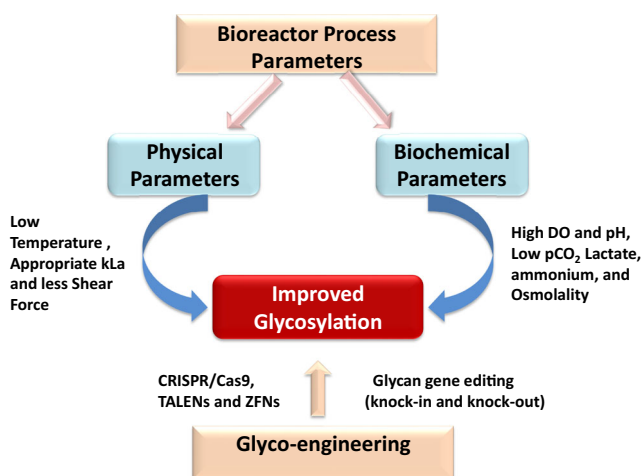 Bioreactor Process
Parameters
Physical
Parameters
Biochemical
Parameters
Low
Temperature ,
Appropriate kLa
and less Shear
Force
High DO and pH,
Low pCO₂ Lactate,
ammonium, and
Osmolality
Improved
Glycosylation
CRISPR/Cas9,
TALENs and ZFNs
Glycan gene editing
(knock-in and knock-out)
Glyco-engineering